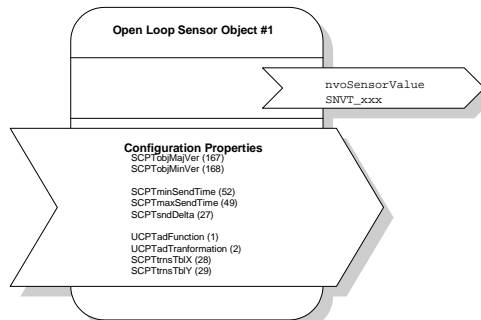 Open Loop Sensor Object #1
nvoSensorValue
SNVT_xxx
Configuration Properties
SCPTobjMajVer (167)
SCPTobjMinVer (168)
SCPTminSendTime (52)
SCPTmaxSendTime (49)
SCPTsndDelta (27)
UCPTadFunction (1)
UCPTadTranformation (2)
SCPTtrnsTblX (28)
SCPTtrnsTblY (29)